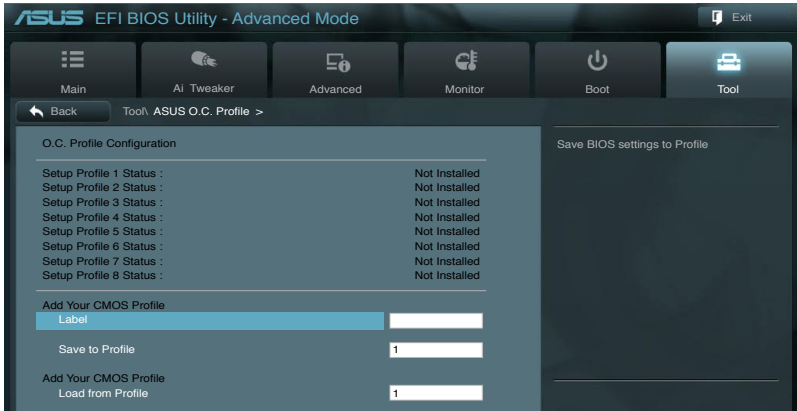 ASUS EFI BIOS Utility - Advanced Mode
Exit
Main
Ai Tweaker
Advanced
Monitor
Boot
Tool
Back
Tool\ ASUS O.C. Profile >
O.C. Profile Configuration
Save BIOS settings to Profile
Setup Profile 1 Status : Not Installed
Setup Profile 2 Status : Not Installed
Setup Profile 3 Status : Not Installed
Setup Profile 4 Status : Not Installed
Setup Profile 5 Status : Not Installed
Setup Profile 6 Status : Not Installed
Setup Profile 7 Status : Not Installed
Setup Profile 8 Status : Not Installed
Add Your CMOS Profile
Label
Save to Profile 1
Add Your CMOS Profile
Load from Profile 1